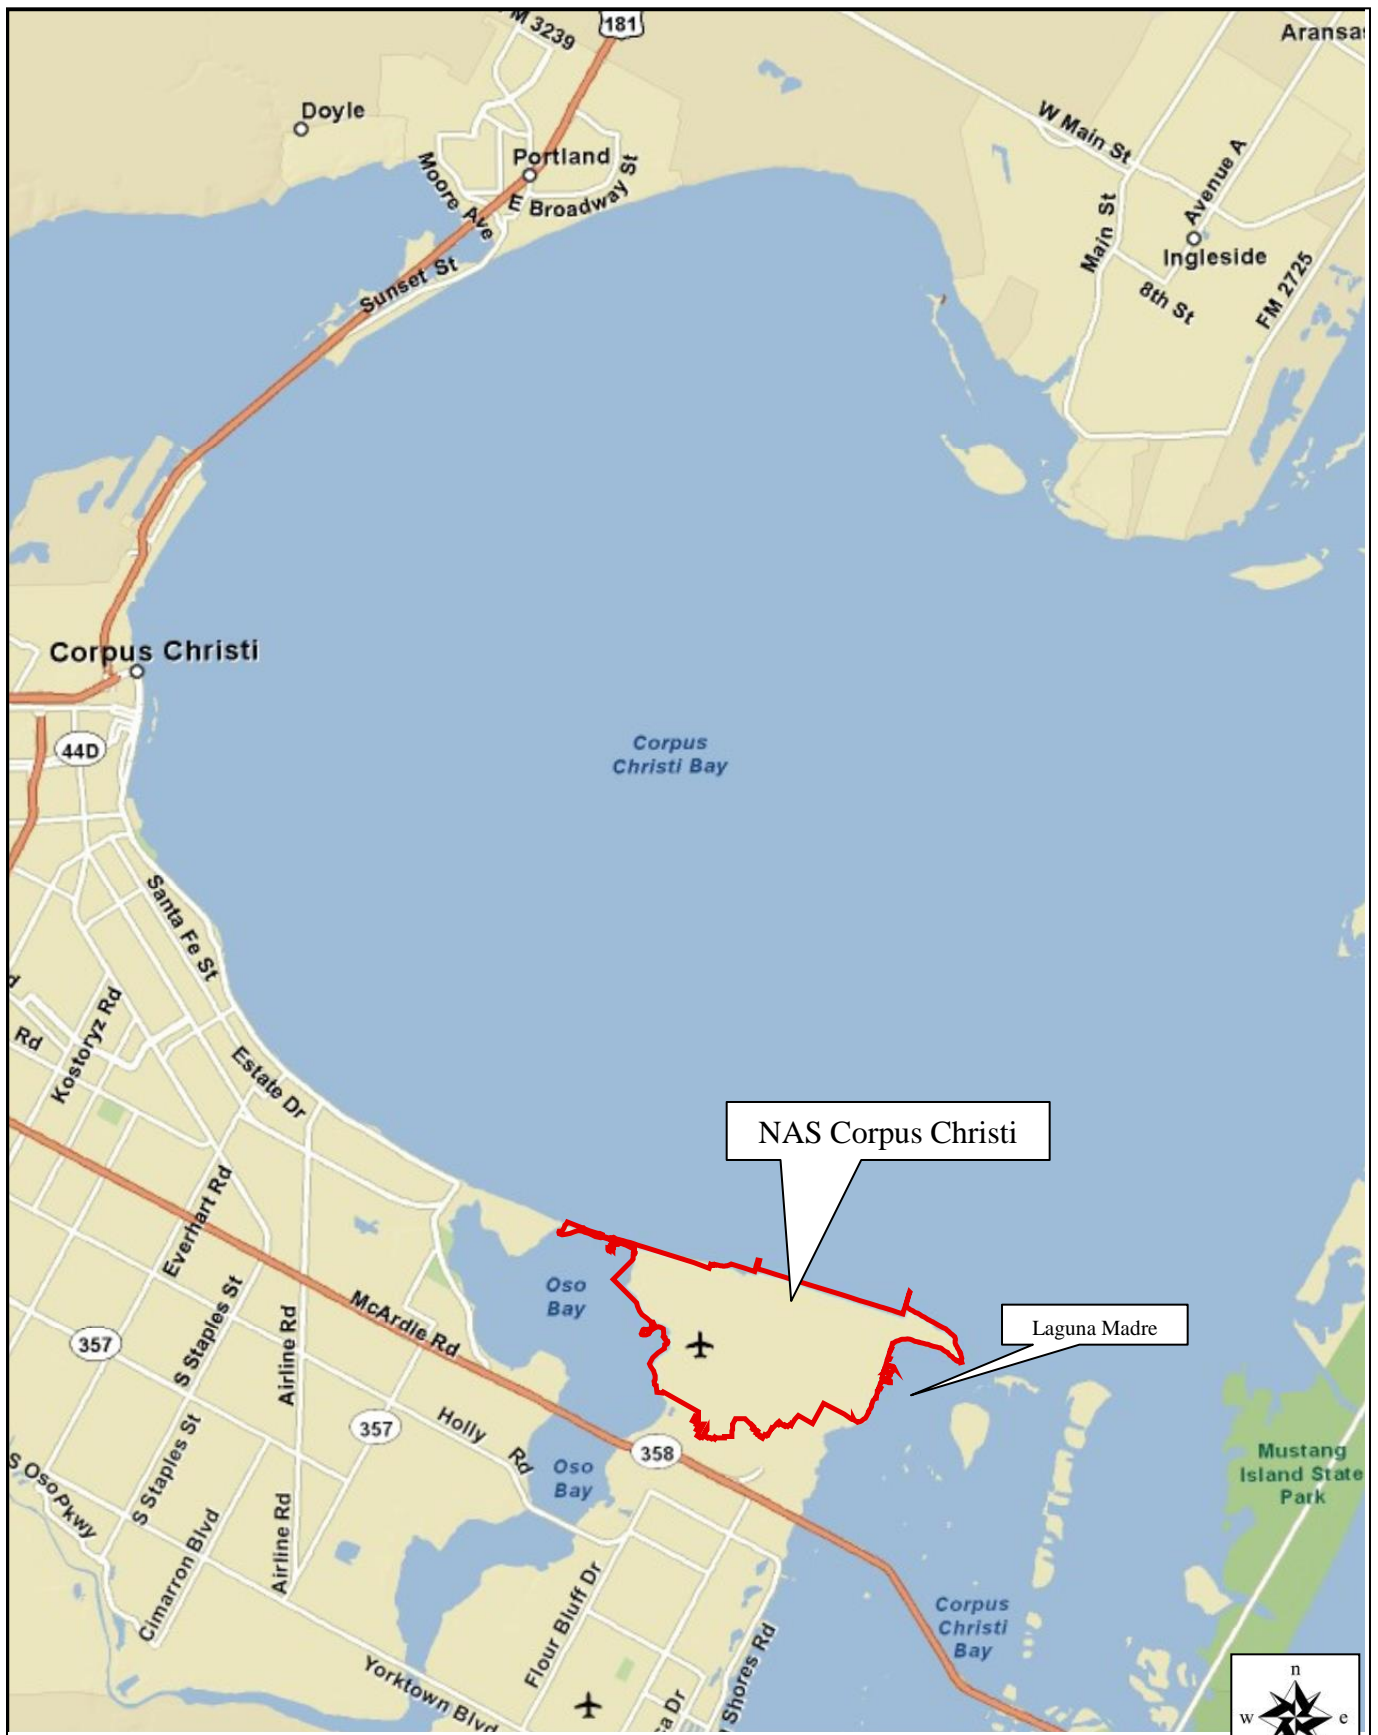 181
FM 3239
Aransas
Doyle
W Main St
Portland
Moore Ave
E Broadway St
Avenue A
Main St
Ingleside
Sunset St
8th St
FM 2725
Corpus Christi
44D
Corpus
Christi Bay
Santa Fe St
Rd
Kostoryz Rd
Estate Dr
NAS Corpus Christi
Everhart Rd
Oso
Bay
McArdle Rd
S Staples St
Airline Rd
Laguna Madre
357
357
Holly Rd
358
S Staples St
Oso
Bay
Mustang
Island State
Park
S Oso Pkwy
Cimarron Blvd
Airline Rd
Flour Bluff Dr
Corpus
Christi
Bay
Shores Rd
Yorktown Blvd
Dr
n
w
e